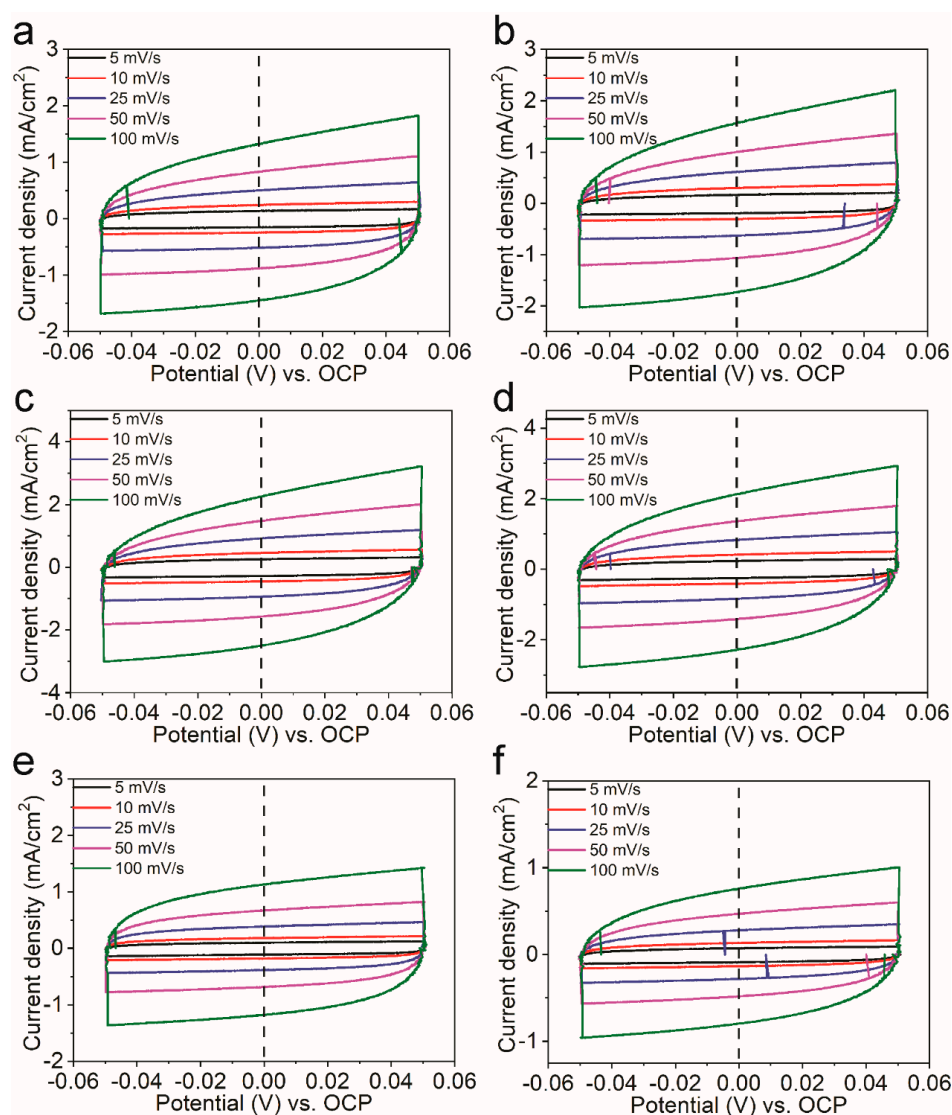 a
3
2
1
0
-1
-2
Current density (mA/cm²)
5 mV/s
10 mV/s
25 mV/s
50 mV/s
100 mV/s
-0.06 -0.04 -0.02 0.00 0.02 0.04 0.06
Potential (V) vs. OCP
b
3
2
1
0
-1
-2
Current density (mA/cm²)
5 mV/s
10 mV/s
25 mV/s
50 mV/s
100 mV/s
-0.06 -0.04 -0.02 0.00 0.02 0.04 0.06
Potential (V) vs. OCP
c
4
2
0
-2
-4
Current density (mA/cm²)
5 mV/s
10 mV/s
25 mV/s
50 mV/s
100 mV/s
-0.06 -0.04 -0.02 0.00 0.02 0.04 0.06
Potential (V) vs. OCP
d
4
2
0
-2
Current density (mA/cm²)
5 mV/s
10 mV/s
25 mV/s
50 mV/s
100 mV/s
-0.06 -0.04 -0.02 0.00 0.02 0.04 0.06
Potential (V) vs. OCP
e
3
2
1
0
-1
-2
Current density (mA/cm²)
5 mV/s
10 mV/s
25 mV/s
50 mV/s
100 mV/s
-0.06 -0.04 -0.02 0.00 0.02 0.04 0.06
Potential (V) vs. OCP
f
2
1
0
-1
Current density (mA/cm²)
5 mV/s
10 mV/s
25 mV/s
50 mV/s
100 mV/s
-0.06 -0.04 -0.02 0.00 0.02 0.04 0.06
Potential (V) vs. OCP